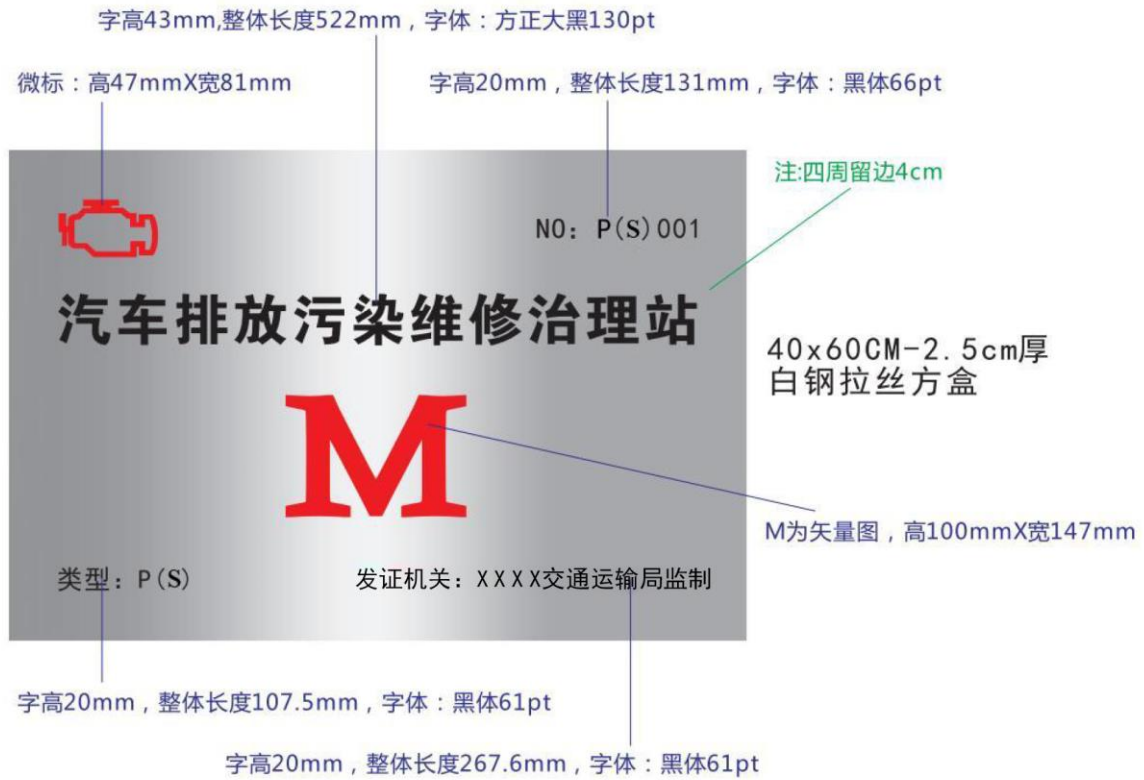 字高43mm,整体长度522mm，字体：方正大黑130pt
微标：高47mmX宽81mm
字高20mm，整体长度131mm，字体：黑体66pt
注:四周留边4cm
NO: P(S)001
汽车排放污染维修治理站
40x60CM-2.5cm厚
白钢拉丝方盒
M
M为矢量图，高100mmX宽147mm
类型: P(S)
发证机关: XXXX交通运输局监制
字高20mm，整体长度107.5mm，字体：黑体61pt
字高20mm，整体长度267.6mm，字体：黑体61pt